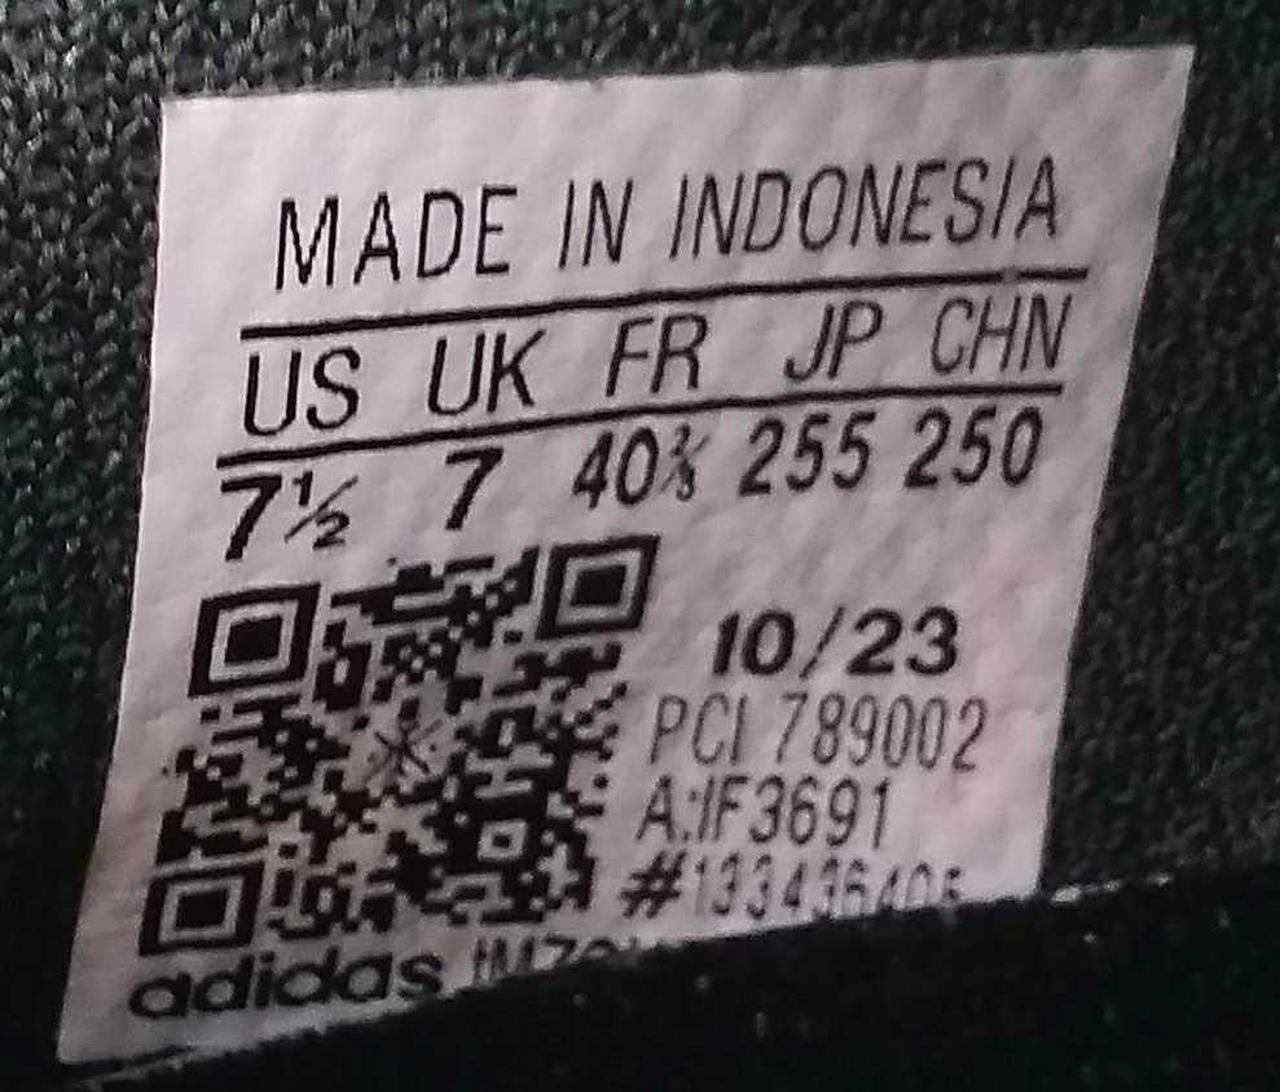 MADE IN INDONESIA
US UK FR JP CHN
7½ 7 40⅔ 255 250
10/23
PCI 789002
A:IF3691
#133436405
adidas